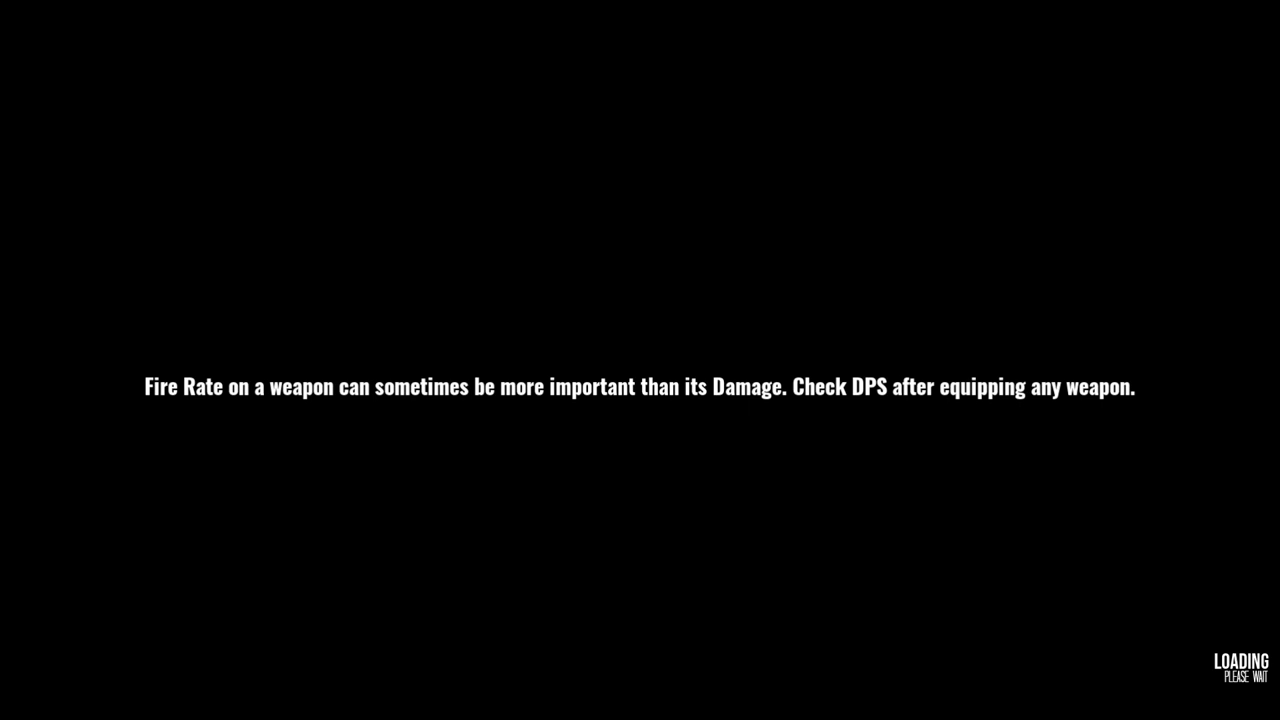 Fire Rate on a weapon can sometimes be more important than its Damage. Check DPS after equipping any weapon.
LOADING
PLEASE WAIT